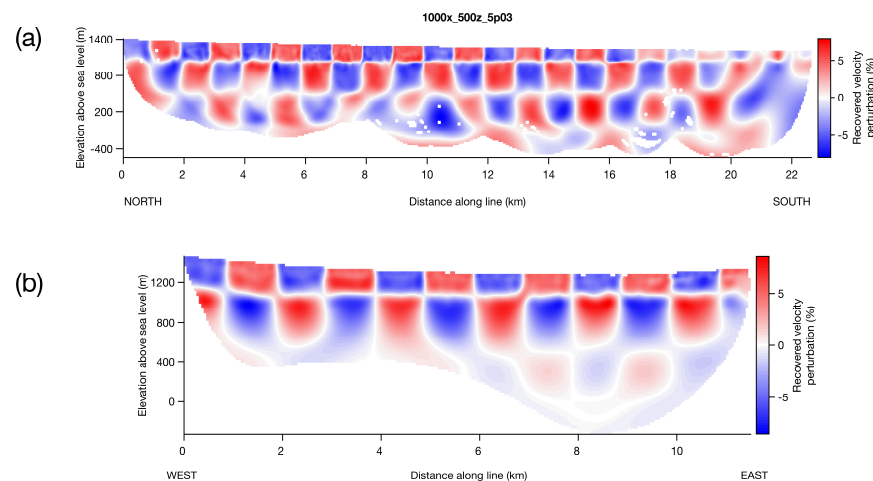 1000x_500z_5p03
(a)
Elevation above sea level (m)
1400
800
200
-400
0 2 4 6 8 10 12 14 16 18 20 22
NORTH Distance along line (km) SOUTH
5
0
-5
Recovered velocity
perturbation (%)
(b)
Elevation above sea level (m)
1200
800
400
0
0 2 4 6 8 10
WEST Distance along line (km) EAST
5
0
-5
Recovered velocity
perturbation (%)